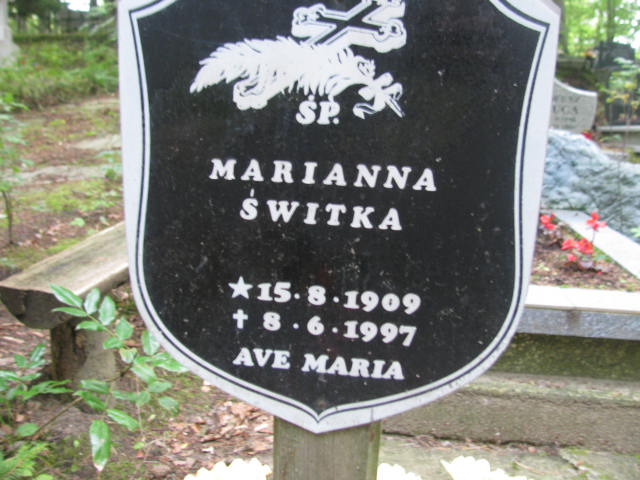 ŚP.
MARIANNA
ŚWITKA
★ 15.8.1909
✝ 8.6.1997
AVE MARIA